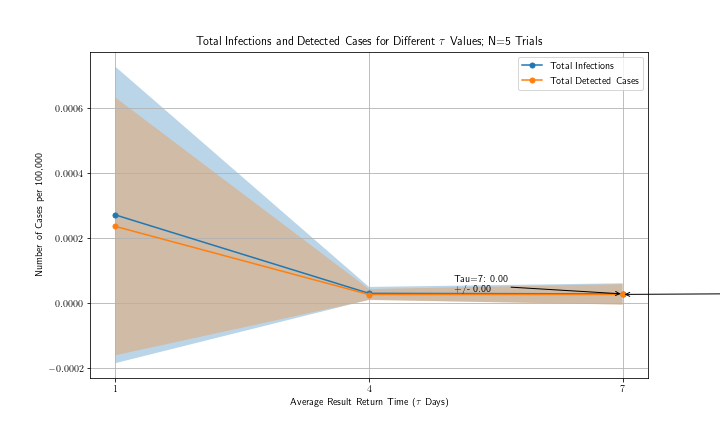 Total Infections and Detected Cases for Different τ Values; N=5 Trials
Total Infections
Total Detected Cases
Number of Cases per 100,000
0.0006
0.0004
0.0002
0.0000
−0.0002
Tau=7: 0.00
+/- 0.00
1
4
7
Average Result Return Time (τ Days)